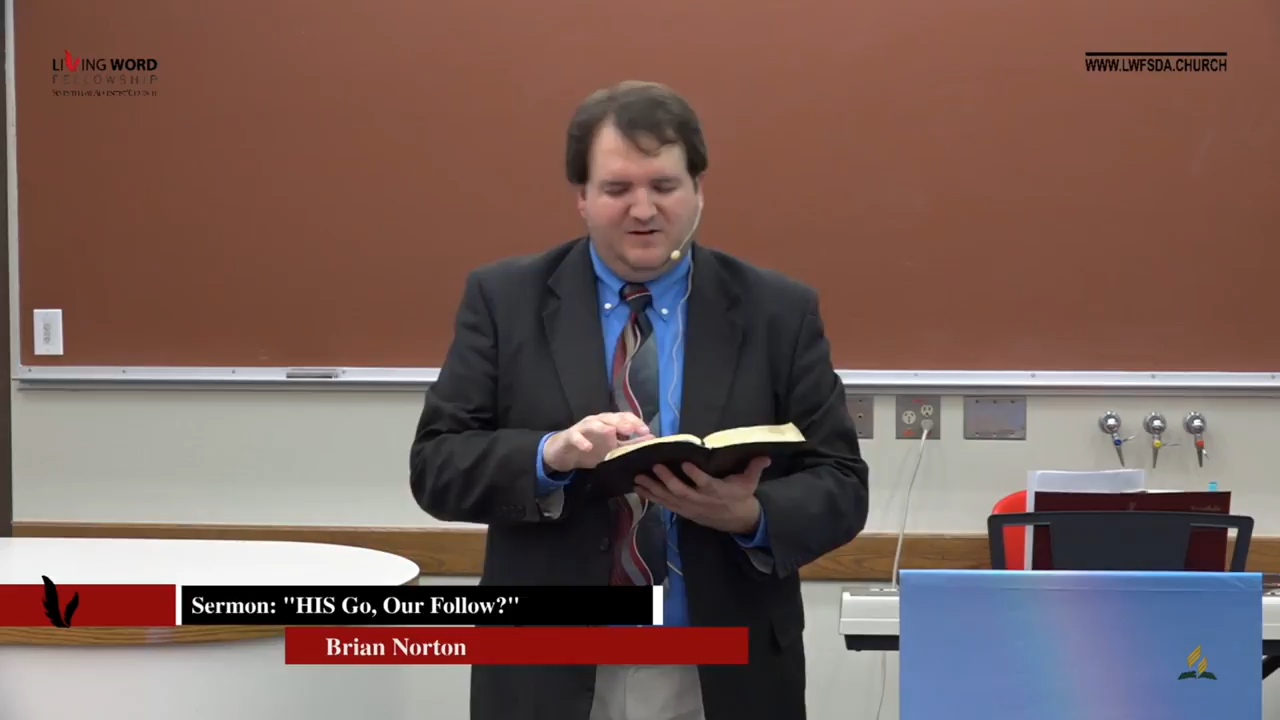 LIVING WORD
FELLOWSHIP
WWW.LWFSDA.CHURCH
Sermon: "HIS Go, Our Follow?"
Brian Norton